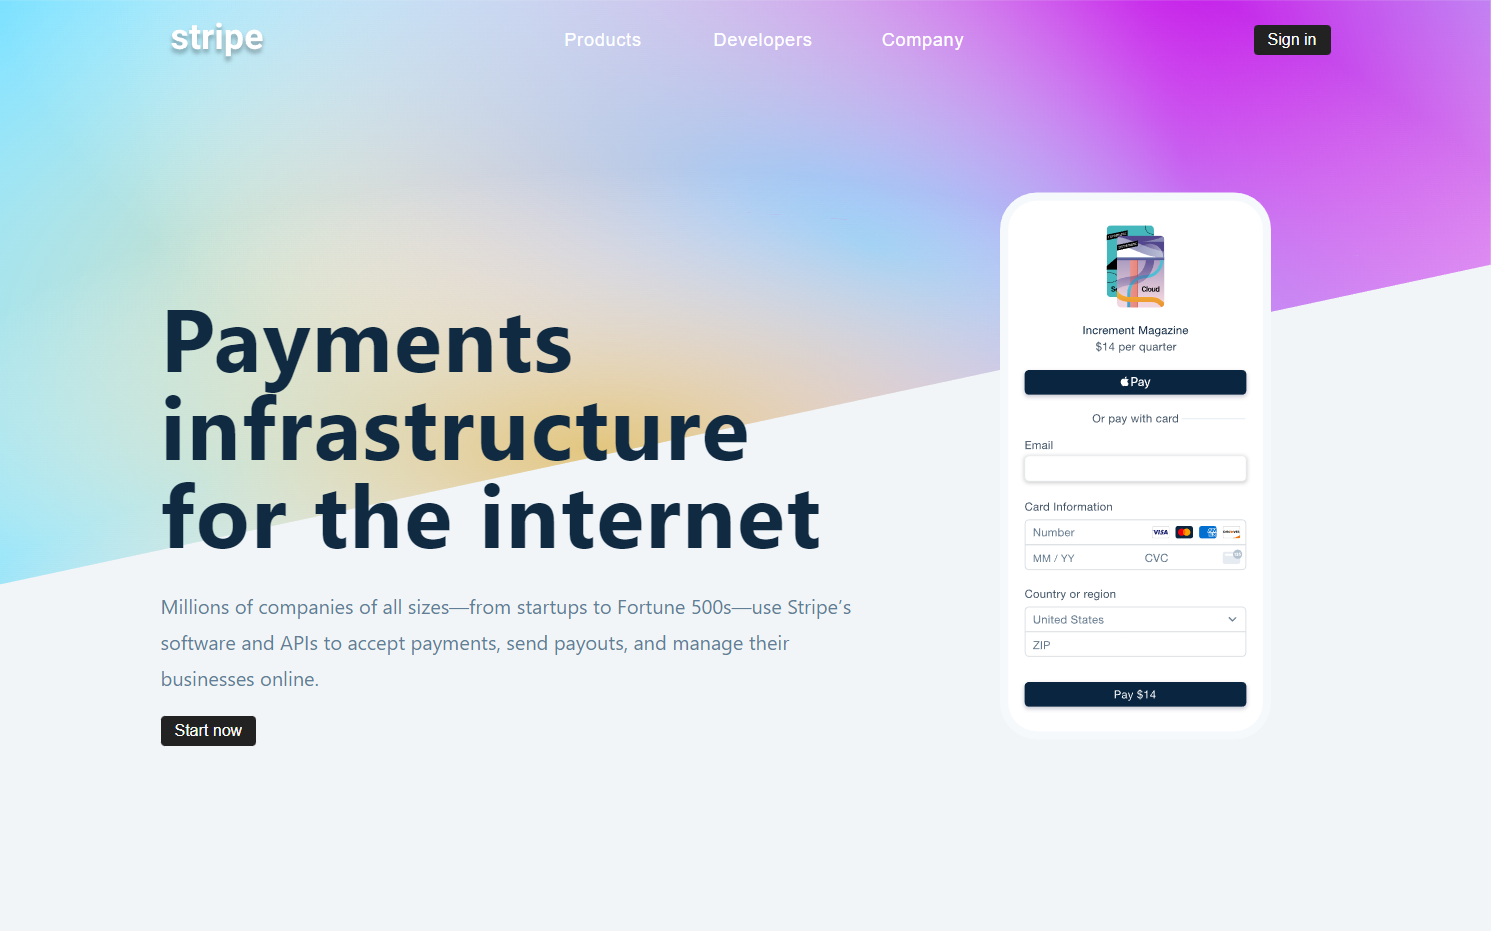 stripe
Products
Developers
Company
Sign in
Payments
infrastructure
for the internet
Millions of companies of all sizes—from startups to Fortune 500s—use Stripe’s
software and APIs to accept payments, send payouts, and manage their
businesses online.
Start now
Cloud
Increment Magazine
$14 per quarter
Pay
Or pay with card
Email
Card Information
Number
VISA
MM / YY
CVC
Country or region
United States
ZIP
Pay $14